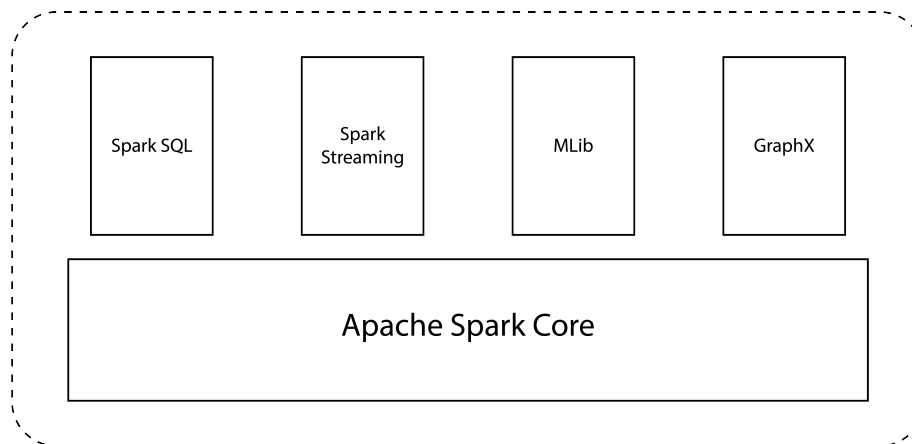 Spark SQL
Spark
Streaming
MLib
GraphX
Apache Spark Core